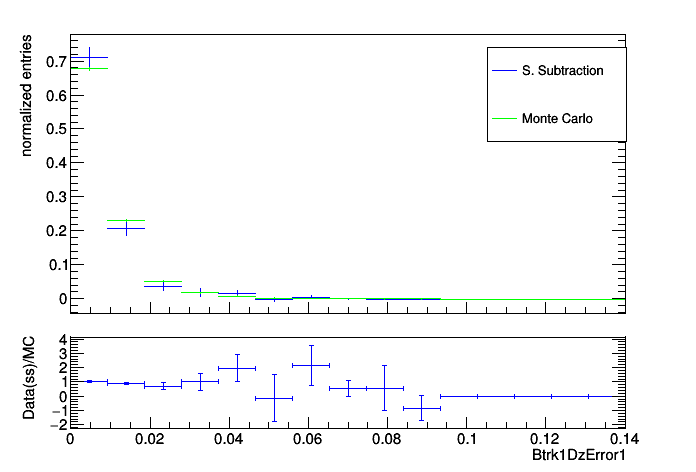 normalized entries
0.7
0.6
0.5
0.4
0.3
0.2
0.1
0
S. Subtraction
Monte Carlo
Data(ss)/MC
4
3
2
1
0
−1
−2
0 0.02 0.04 0.06 0.08 0.1 0.12 0.14
Btrk1DzError1